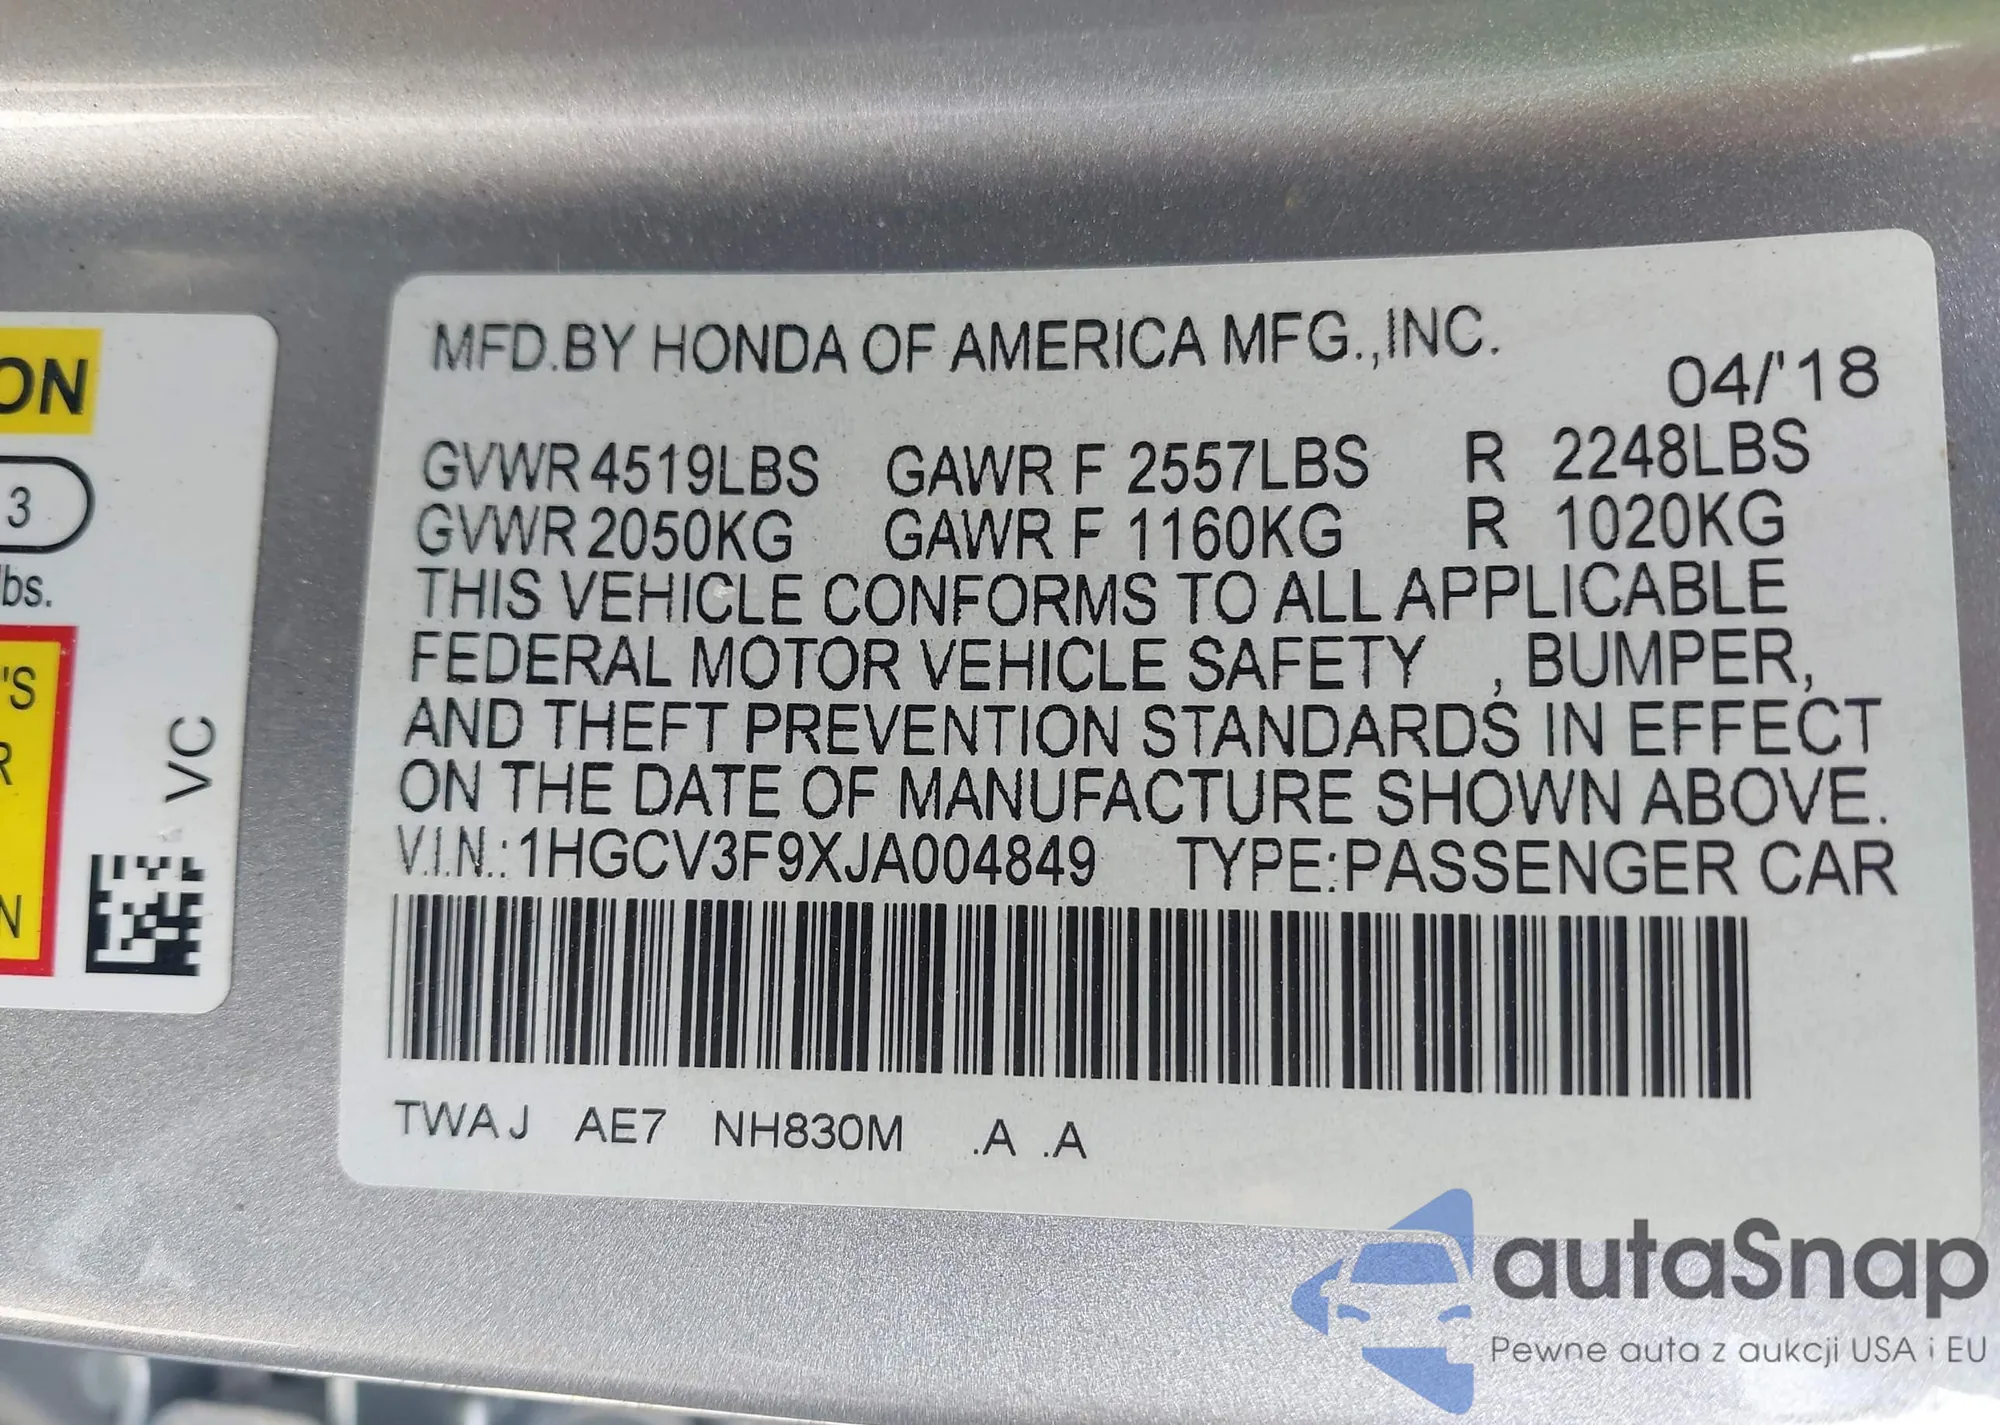 ON
3
lbs.
'S
R
N
VC
MFD.BY HONDA OF AMERICA MFG.,INC.
04/'18
GVWR 4519LBS GAWR F 2557LBS R 2248LBS
GVWR 2050KG GAWR F 1160KG R 1020KG
THIS VEHICLE CONFORMS TO ALL APPLICABLE
FEDERAL MOTOR VEHICLE SAFETY , BUMPER,
AND THEFT PREVENTION STANDARDS IN EFFECT
ON THE DATE OF MANUFACTURE SHOWN ABOVE.
V.I.N.: 1HGCV3F9XJA004849 TYPE:PASSENGER CAR
TWAJ AE7 NH830M .A .A
autaSnap
Pewne auta z aukcji USA i EU